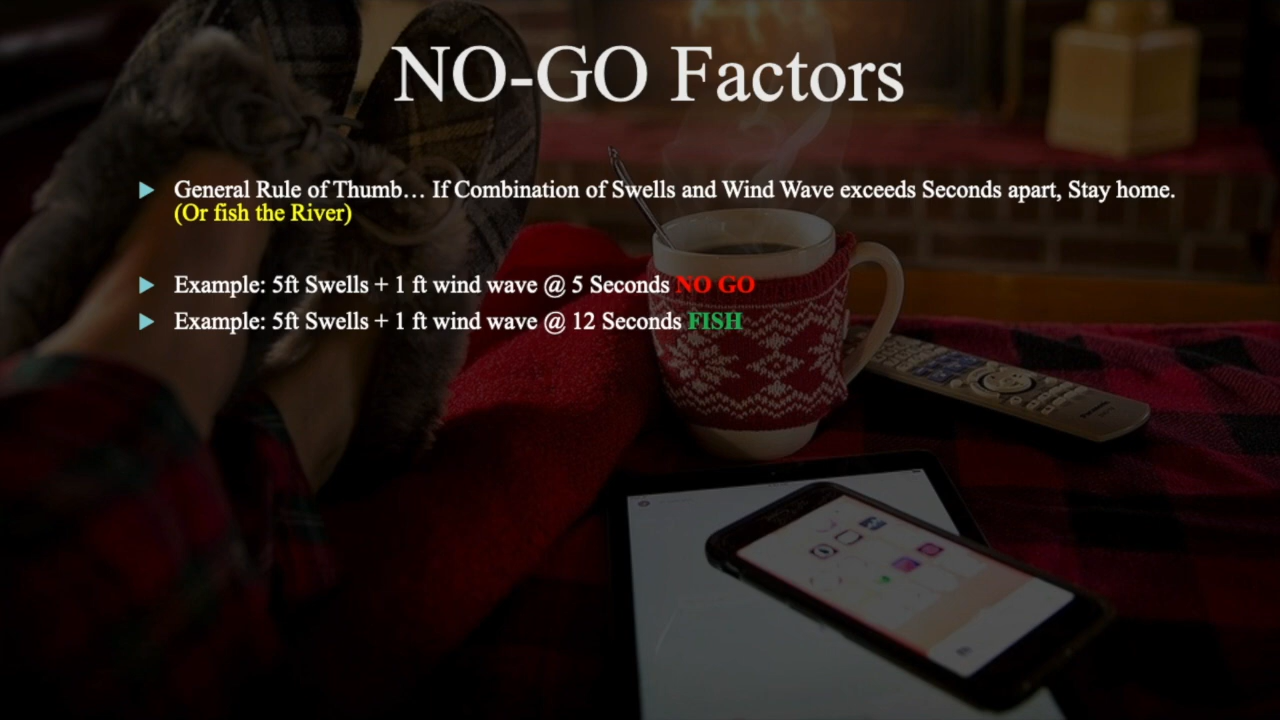 NO-GO Factors
General Rule of Thumb… If Combination of Swells and Wind Wave exceeds Seconds apart, Stay home.
(Or fish the River)
Example: 5ft Swells + 1 ft wind wave @ 5 Seconds NO GO
Example: 5ft Swells + 1 ft wind wave @ 12 Seconds FISH